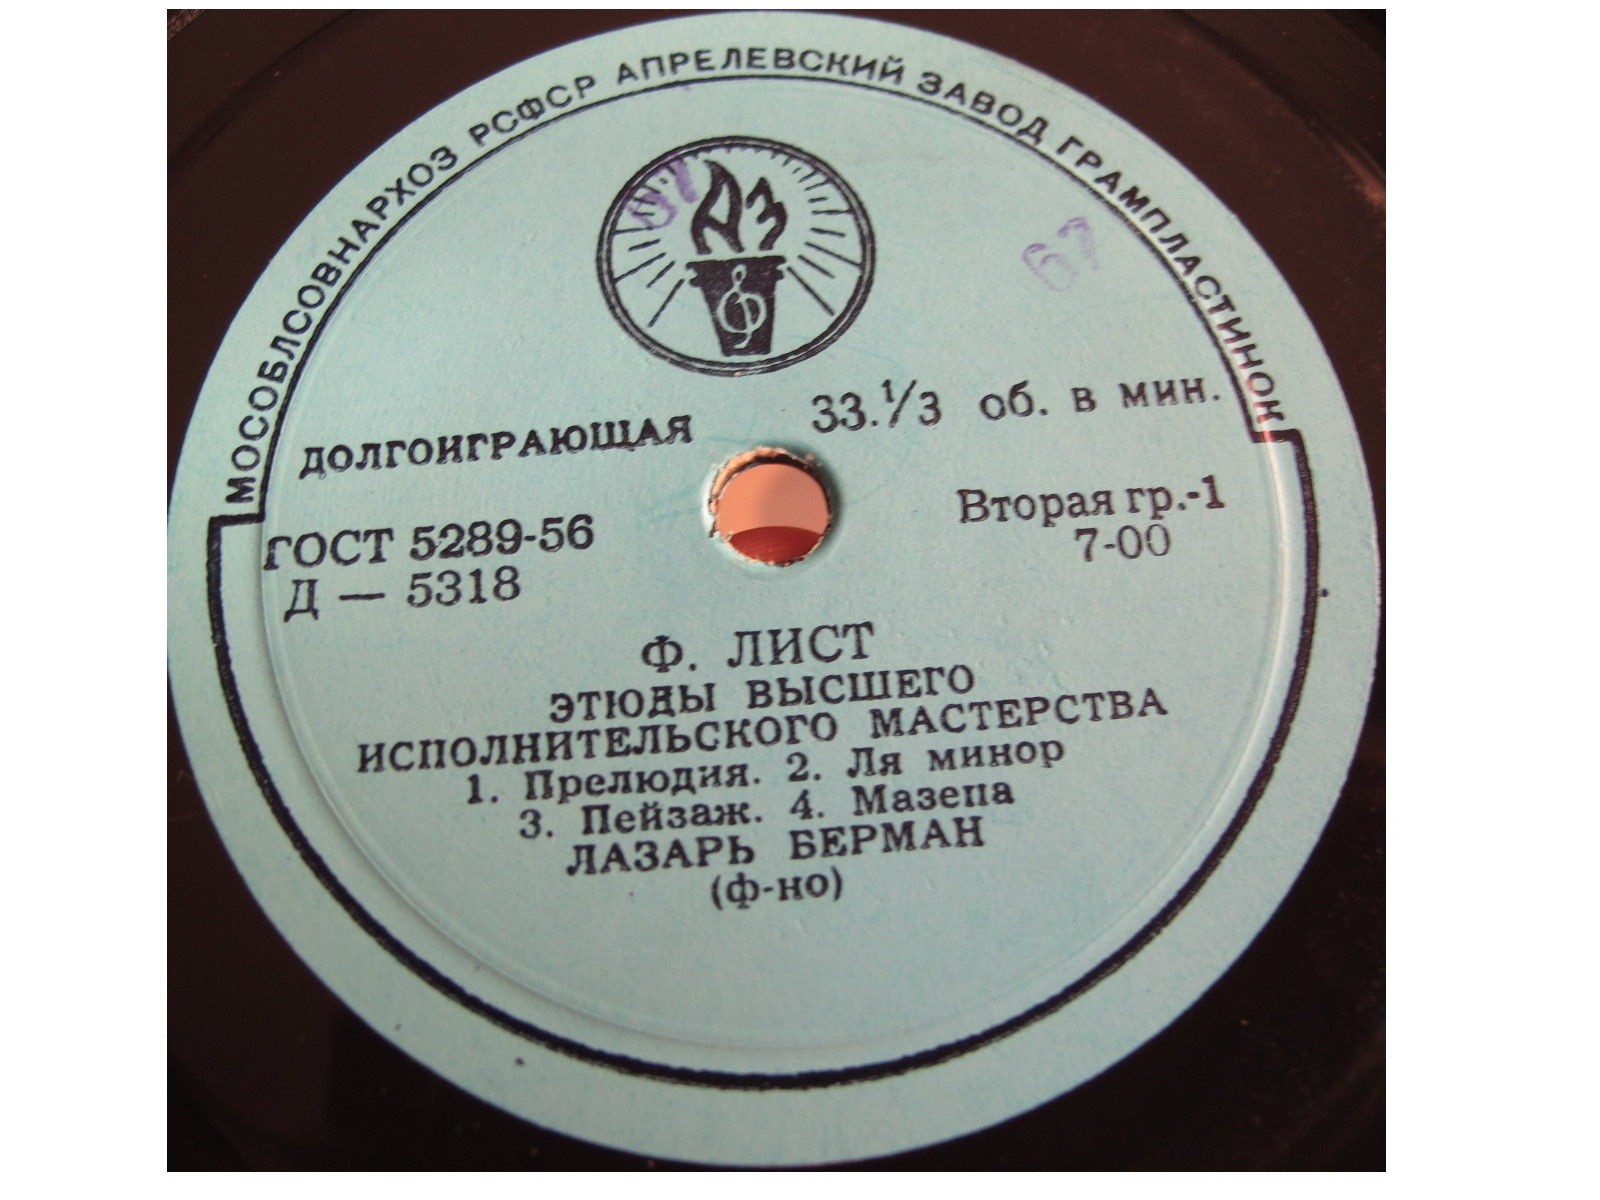 МОСОБЛСОВНАРХОЗ РСФСР АПРЕЛЕВСКИЙ ЗАВОД ГРАМПЛАСТИНОК
АЗ
67
ДОЛГОИГРАЮЩАЯ 33.1/3 об. в мин.
ГОСТ 5289-56 Вторая гр.-1
Д — 5318 7-00
Ф. ЛИСТ
ЭТЮДЫ ВЫСШЕГО
ИСПОЛНИТЕЛЬСКОГО МАСТЕРСТВА
1. Прелюдия. 2. Ля минор
3. Пейзаж. 4. Мазепа
ЛАЗАРЬ БЕРМАН
(ф-но)